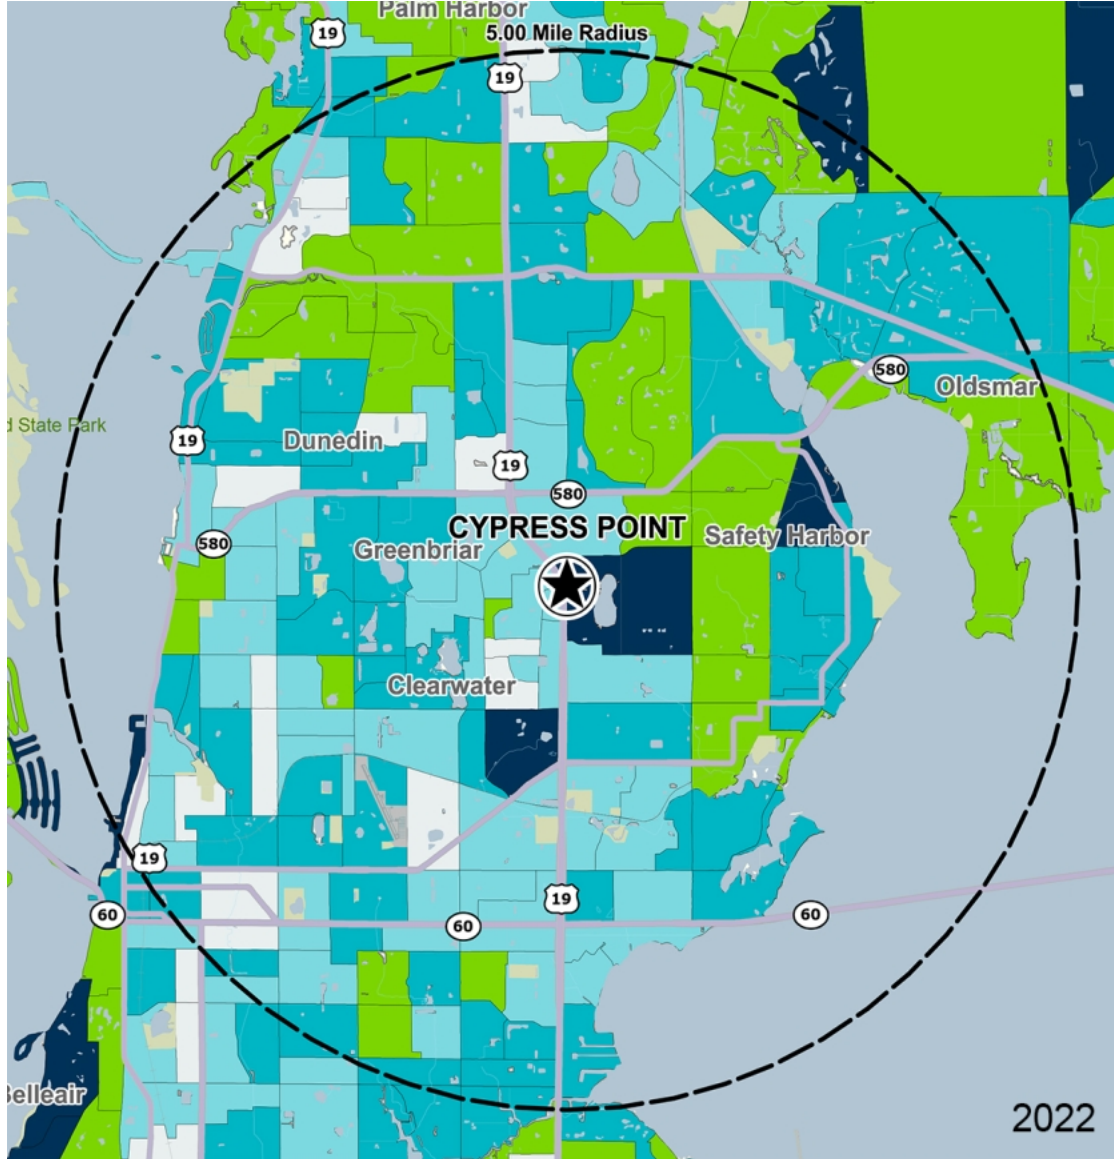 Palm Harbor
5.00 Mile Radius
19
19
580
Oldsmar
d State Park
Dunedin
19
19
580
CYPRESS POINT
Greenbriar
Safety Harbor
580
Clearwater
19
19
60
60
60
Belleair
2022